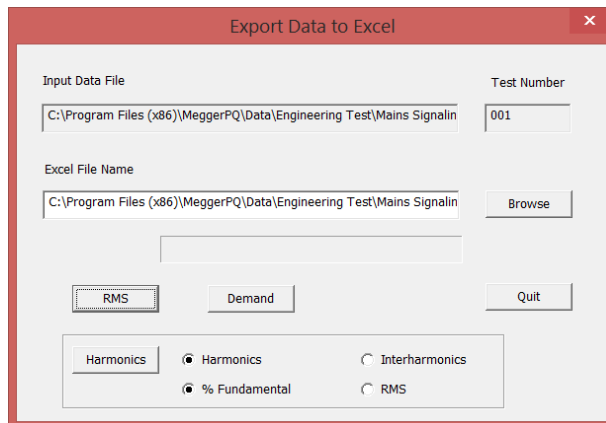 Export Data to Excel
x
Input Data File
Test Number
C:\Program Files (x86)\MeggerPQ\Data\Engineering Test\Mains Signalin
001
Excel File Name
C:\Program Files (x86)\MeggerPQ\Data\Engineering Test\Mains Signalin
Browse
RMS
Demand
Quit
Harmonics
Harmonics
Interharmonics
% Fundamental
RMS